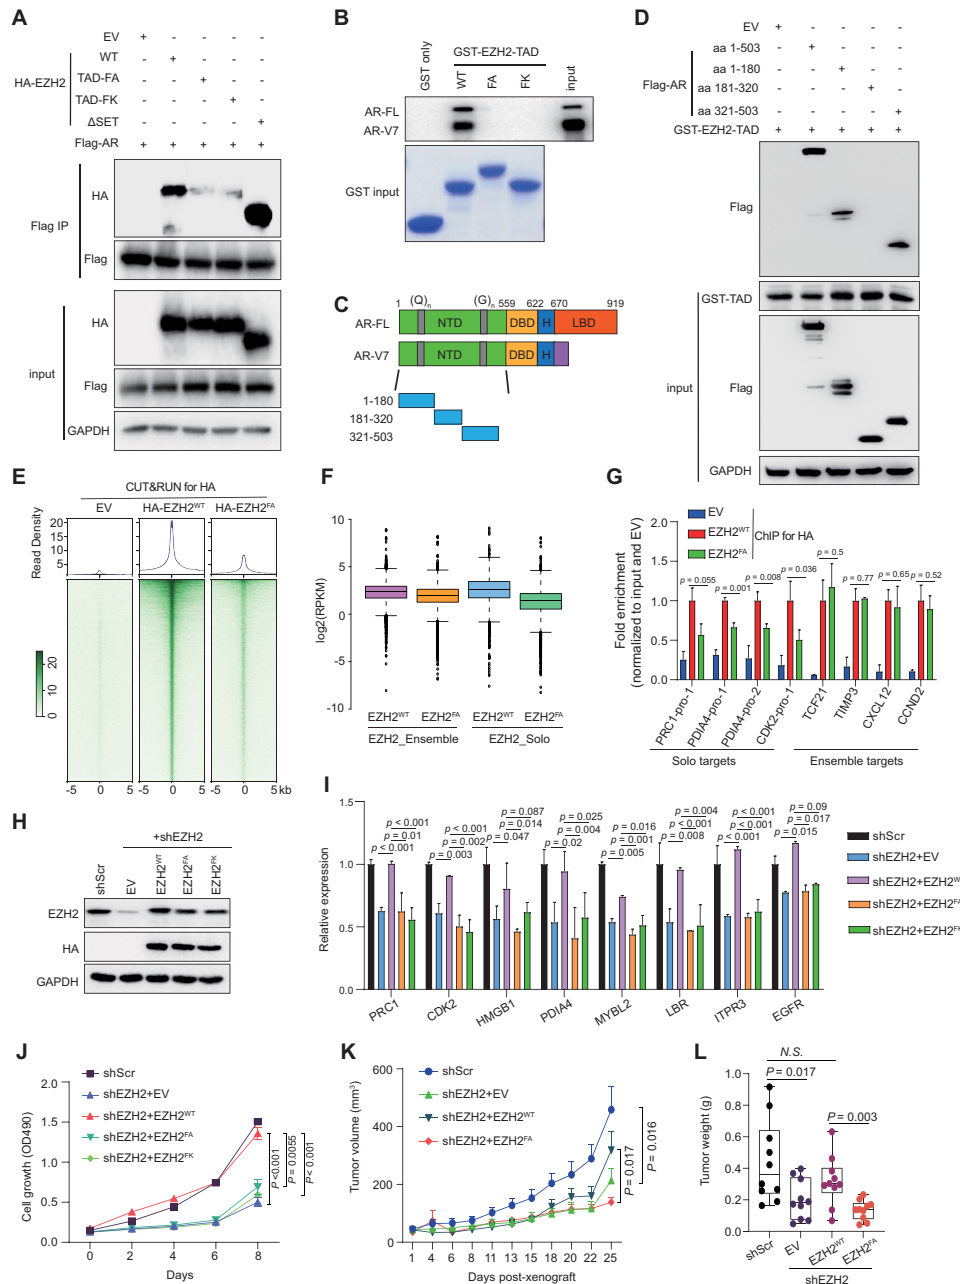 A
EV + - - - -
WT - + - - -
HA-EZH2
TAD-FA - - + - -
TAD-FK - - - + -
ΔSET - - - - +
Flag-AR + + + + +
Flag IP
HA
Flag
input
HA
Flag
GAPDH
B
GST only
GST-EZH2-TAD
WT FA FK input
AR-FL
AR-V7
GST input
C
1 (Q)n (G)n 559 622 670 919
AR-FL NTD DBD H LBD
AR-V7 NTD DBD H
1-180
181-320
321-503
D
EV + - - - -
Flag-AR
aa 1-503 - + - - -
aa 1-180 - - + - -
aa 181-320 - - - + -
aa 321-503 - - - - +
GST-EZH2-TAD + + + + +
Flag
GST-TAD
input
Flag
GAPDH
E
CUT&RUN for HA
EV HA-EZH2WT HA-EZH2FA
Read Density
20
15
10
5
0
20
10
0
-5 0 5 -5 0 5 -5 0 5 kb
F
log2(RPKM)
10
5
0
-5
-10
EZH2WT EZH2FA EZH2WT EZH2FA
EZH2_Ensemble EZH2_Solo
G
EV
EZH2WT
EZH2FA
ChIP for HA
Fold enrichment
(normalized to input and EV)
2.0
1.5
1.0
0.5
0.0
p = 0.055
p = 0.001
p = 0.008
p = 0.036
p = 0.5
p = 0.77
p = 0.65
p = 0.52
PRC1-pro-1
PDIA4-pro-1
PDIA4-pro-2
CDK2-pro-1
TCF21
TIMP3
CXCL12
CCND2
Solo targets Ensemble targets
H
+shEZH2
shScr EV EZH2WT EZH2FA EZH2FK
EZH2
HA
GAPDH
I
Relative expression
1.5
1.0
0.5
0.0
p < 0.001
p = 0.01
p < 0.001
p < 0.001
p = 0.002
p = 0.003
p = 0.087
p = 0.014
p = 0.047
p = 0.025
p = 0.004
p = 0.02
p = 0.016
p = 0.001
p = 0.005
p = 0.004
p < 0.001
p = 0.008
p < 0.001
p < 0.001
p = 0.001
p = 0.09
p = 0.017
p = 0.015
PRC1 CDK2 HMGB1 PDIA4 MYBL2 LBR ITPR3 EGFR
shScr
shEZH2+EV
shEZH2+EZH2W
shEZH2+EZH2FA
shEZH2+EZH2FK
J
Cell growth (OD490)
2.0
1.5
1.0
0.5
0.0
shScr
shEZH2+EV
shEZH2+EZH2WT
shEZH2+EZH2FA
shEZH2+EZH2FK
P <0.001
P = 0.0055
P <0.001
0 2 4 6 8
Days
K
Tumor volume (mm3)
600
400
200
0
shScr
shEZH2+EV
shEZH2+EZH2WT
shEZH2+EZH2FA
P = 0.017
P = 0.016
1 4 6 8 11 13 15 18 20 22 25
Days post-xenograft
L
Tumor weight (g)
1.0
0.8
0.6
0.4
0.2
0.0
N.S.
P = 0.017
P = 0.003
shScr EV EZH2WT EZH2FA
shEZH2